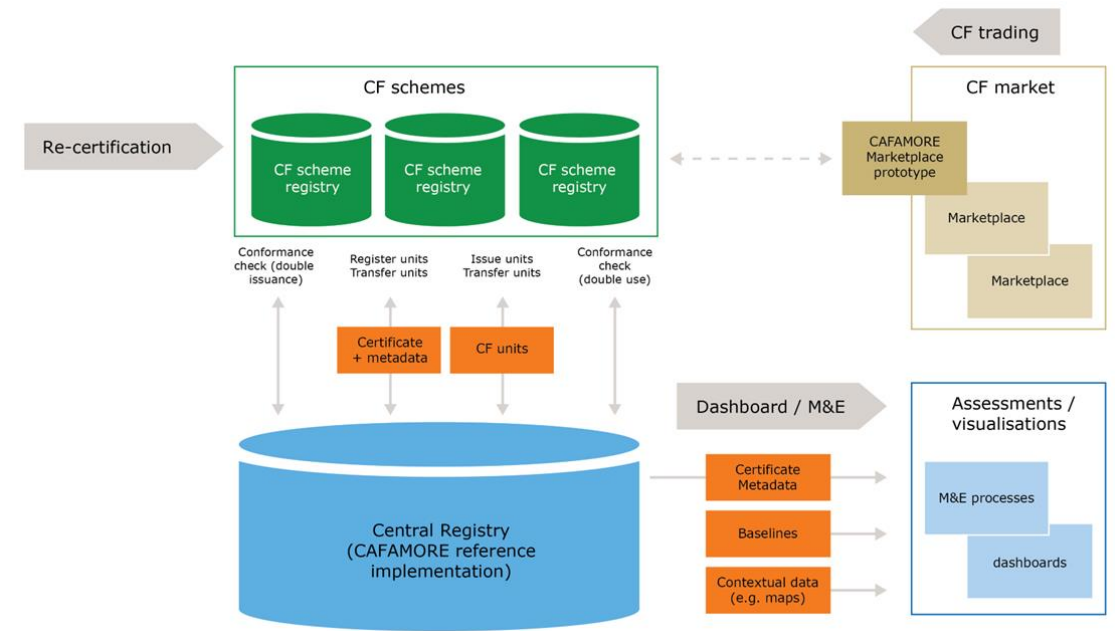 CF trading
CF schemes
CF market
Re-certification
CF scheme
registry
CF scheme
registry
CF scheme
registry
CAFAMORE
Marketplace
prototype
Marketplace
Marketplace
Conformance
check (double
issuance)
Register units
Transfer units
Issue units
Transfer units
Conformance
check
(double use)
Certificate
+ metadata
CF units
Dashboard / M&E
Assessments /
visualisations
Central Registry
(CAFAMORE reference
implementation)
Certificate
Metadata
Baselines
Contextual data
(e.g. maps)
M&E processes
dashboards